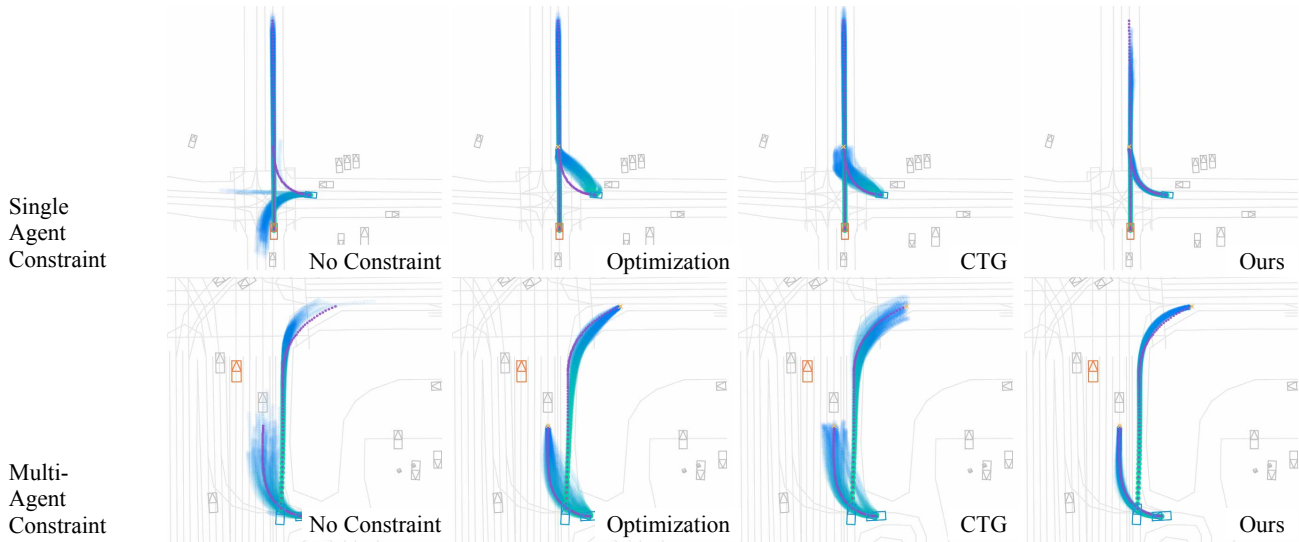 Single
Agent
Constraint
No Constraint
Optimization
CTG
Ours
Multi-
Agent
Constraint
No Constraint
Optimization
CTG
Ours